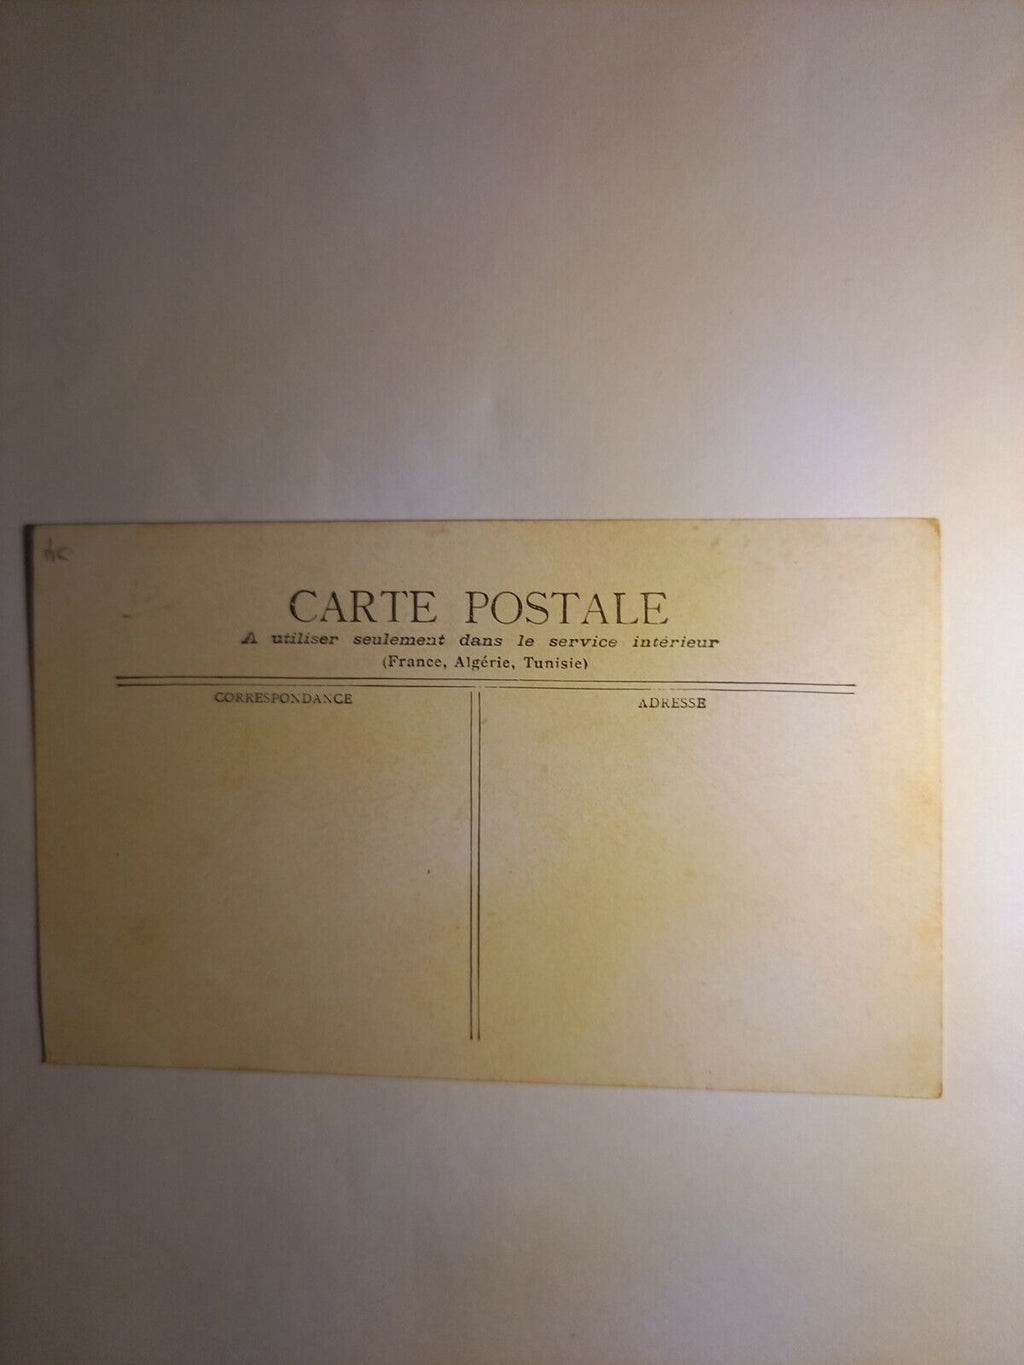 CARTE POSTALE
A utiliser seulement dans le service intérieur
(France, Algérie, Tunisie)
CORRESPONDANCE
ADRESSE